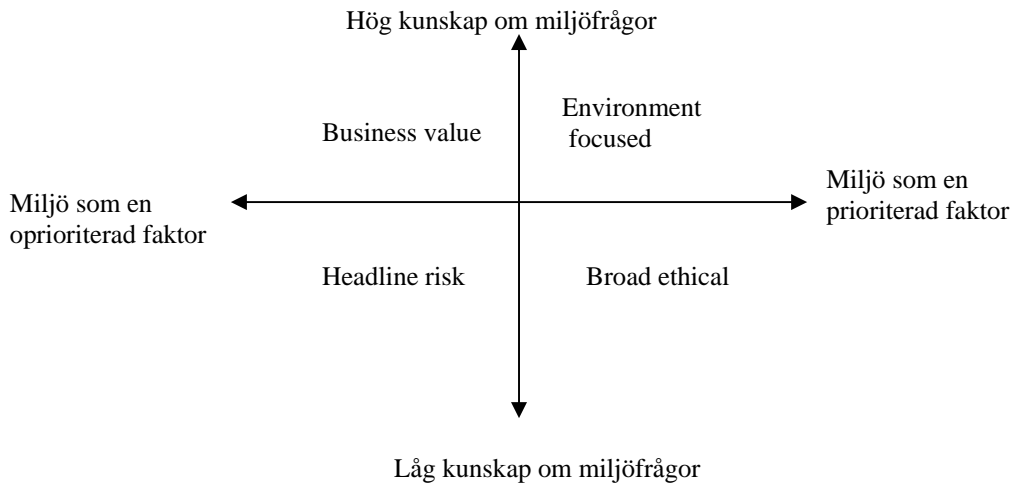 Hög kunskap om miljöfrågor
Environment
focused
Business value
Miljö som en
oprioriterad faktor
Miljö som en
prioriterad faktor
Headline risk
Broad ethical
Låg kunskap om miljöfrågor